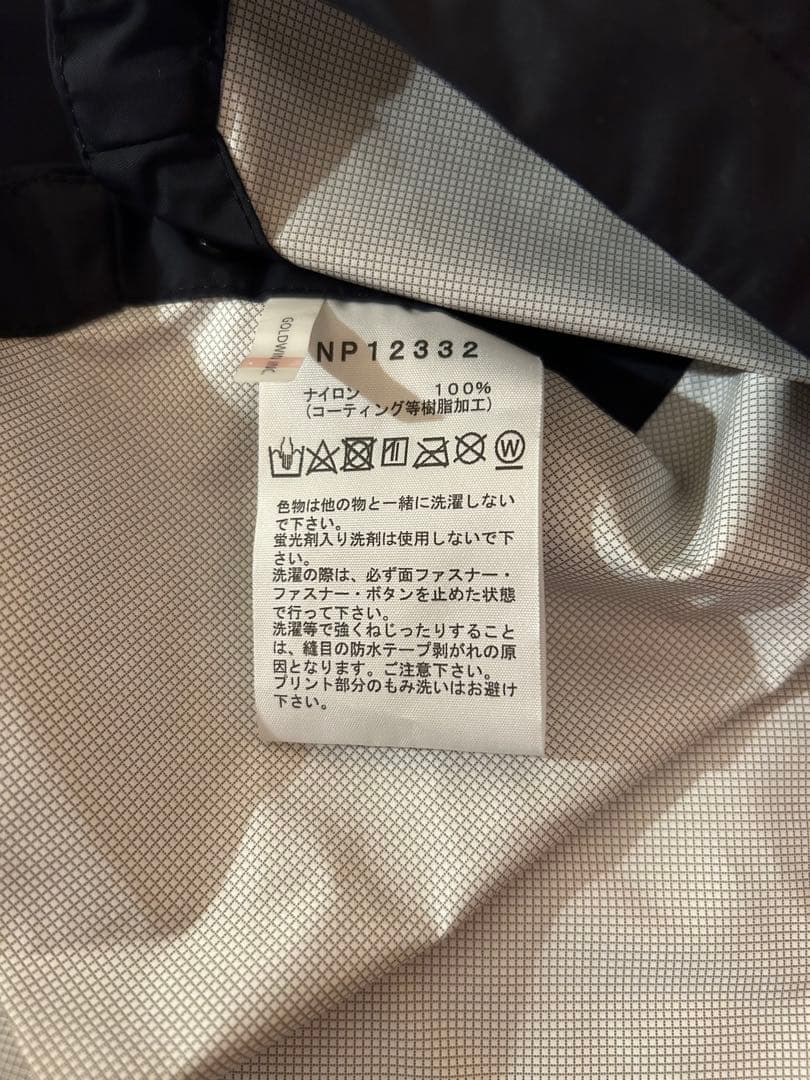 GOLDWIN INC
NP12332
ナイロン 100%
(コーティング等樹脂加工)
W
色物は他の物と一緒に洗濯しない
で下さい。
蛍光剤入り洗剤は使用しないで下
さい。
洗濯の際は、必ず面ファスナー・
ファスナー・ボタンを止めた状態
で行って下さい。
洗濯等で強くねじったりすること
は、縫目の防水テープ剥がれの原
因となります。ご注意下さい。
プリント部分のもみ洗いはお避け
下さい。